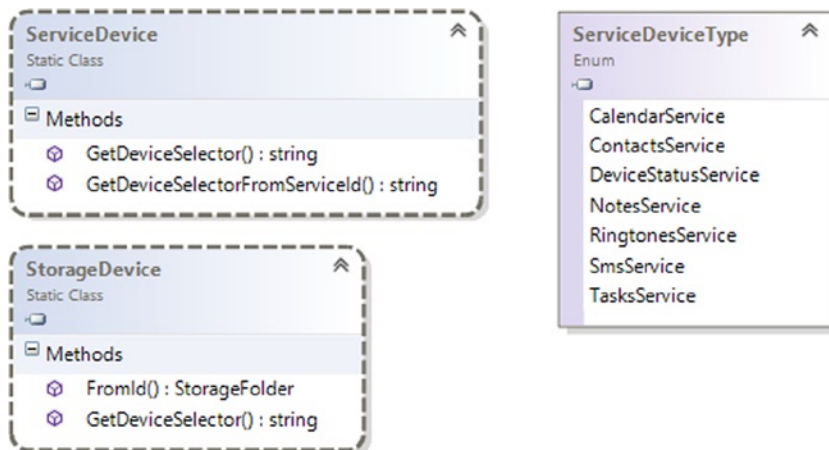 ServiceDevice
Static Class
Methods
GetDeviceSelector() : string
GetDeviceSelectorFromServiceId() : string
StorageDevice
Static Class
Methods
FromId() : StorageFolder
GetDeviceSelector() : string
ServiceDeviceType
Enum
CalendarService
ContactsService
DeviceStatusService
NotesService
RingtonesService
SmsService
TasksService